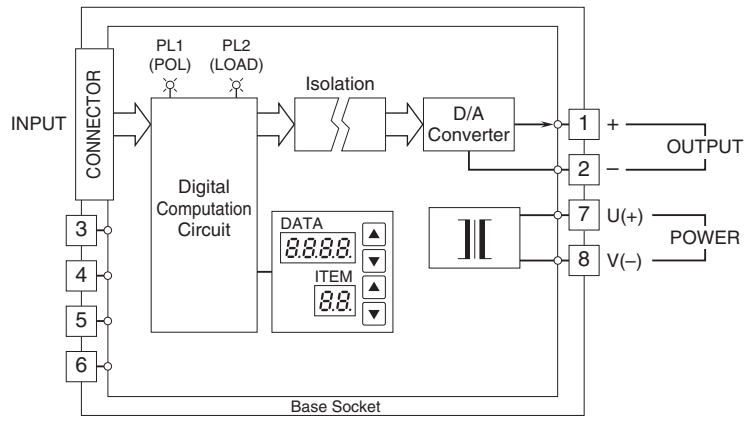 PL1
(POL)
PL2
(LOAD)
Isolation
INPUT
CONNECTOR
D/A
Converter
1
+
OUTPUT
2
–
Digital
Computation
Circuit
3
4
5
6
DATA
8.8.8.8.
ITEM
8.8.
7
U(+)
POWER
8
V(–)
Base Socket